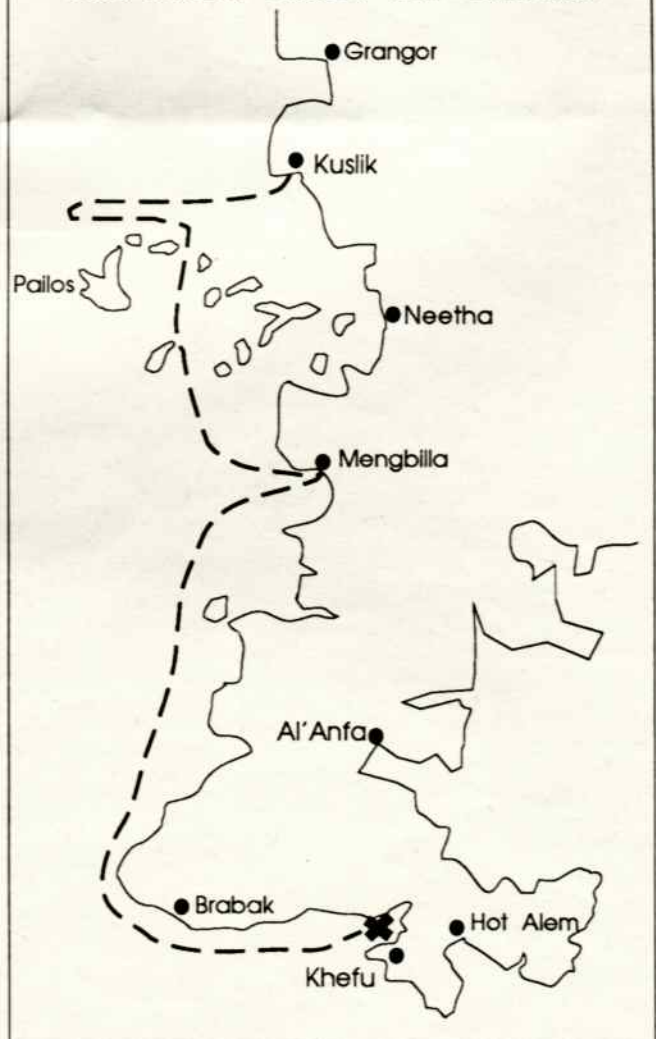 Grangor
Kuslik
Pailos
Neetha
Mengbilla
Al'Anfa
Brabak
Hot Alem
Khefu